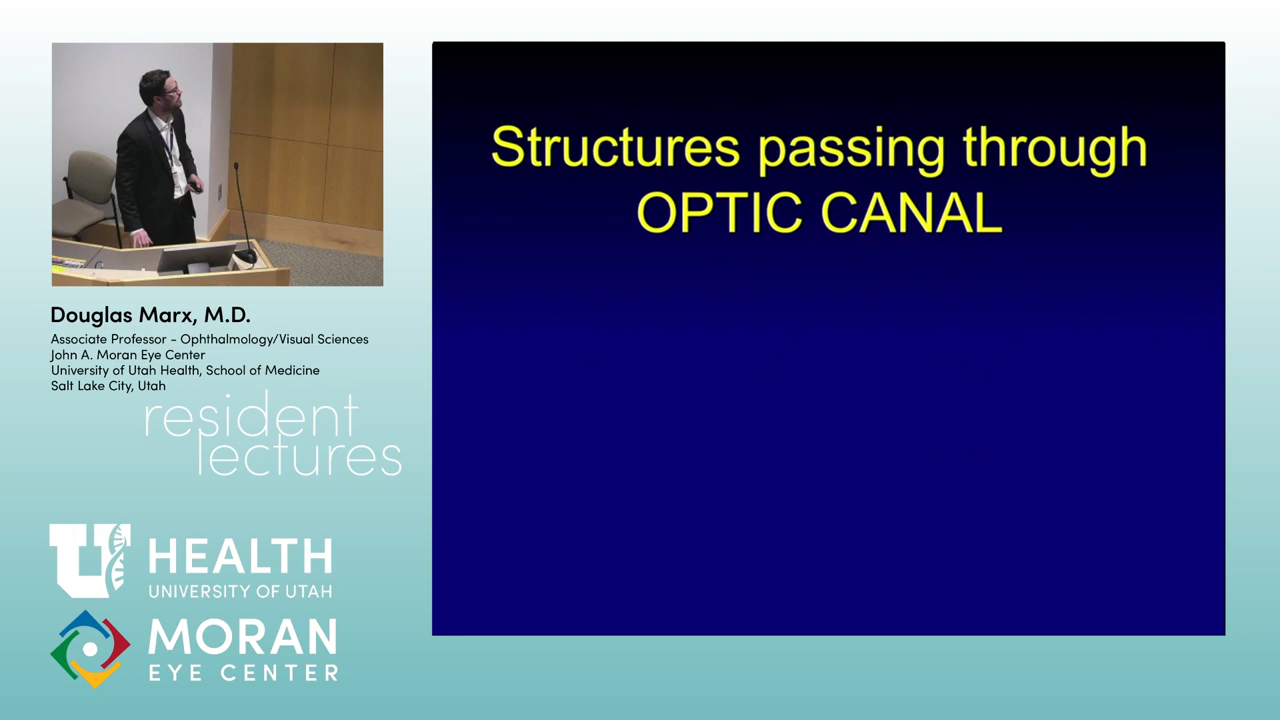 Structures passing through
OPTIC CANAL
Douglas Marx, M.D.
Associate Professor - Ophthalmology/Visual Sciences
John A. Moran Eye Center
University of Utah Health, School of Medicine
Salt Lake City, Utah
resident
lectures
U HEALTH
UNIVERSITY OF UTAH
MORAN
EYE CENTER